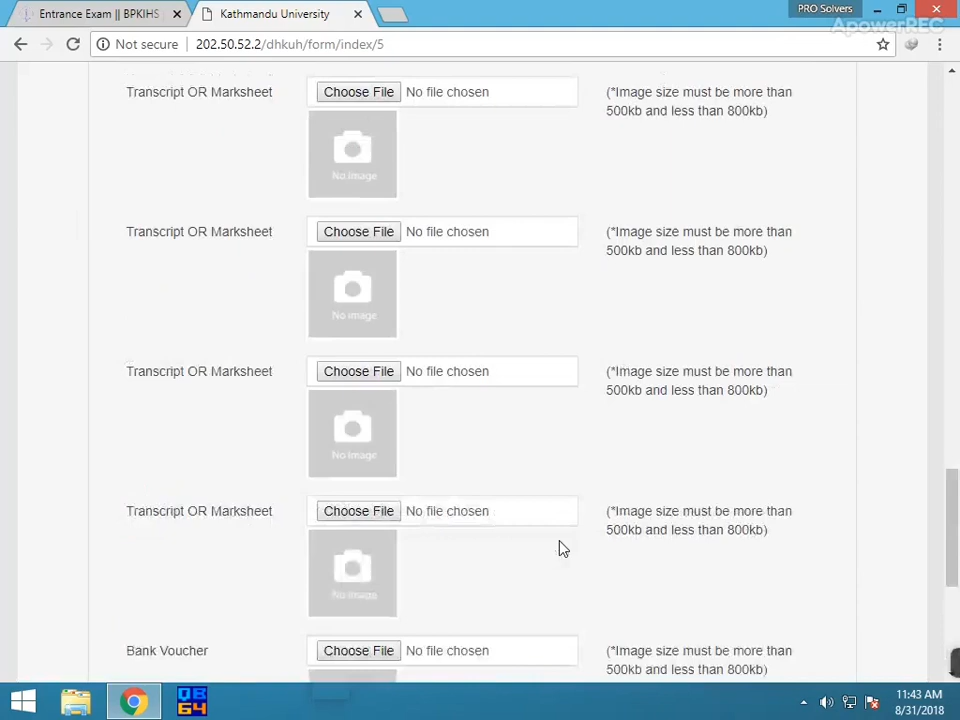 Entrance Exam || BPKIHS
Kathmandu University
PRO Solvers
ApowerREC
Not secure
202.50.52.2/dhkuh/form/index/5
Transcript OR Marksheet
Choose File No file chosen
(*Image size must be more than
500kb and less than 800kb)
No Image
Transcript OR Marksheet
Choose File No file chosen
(*Image size must be more than
500kb and less than 800kb)
No Image
Transcript OR Marksheet
Choose File No file chosen
(*Image size must be more than
500kb and less than 800kb)
No Image
Transcript OR Marksheet
Choose File No file chosen
(*Image size must be more than
500kb and less than 800kb)
No Image
Bank Voucher
Choose File No file chosen
(*Image size must be more than
500kb and less than 800kb)
QB
64
11:43 AM
8/31/2018